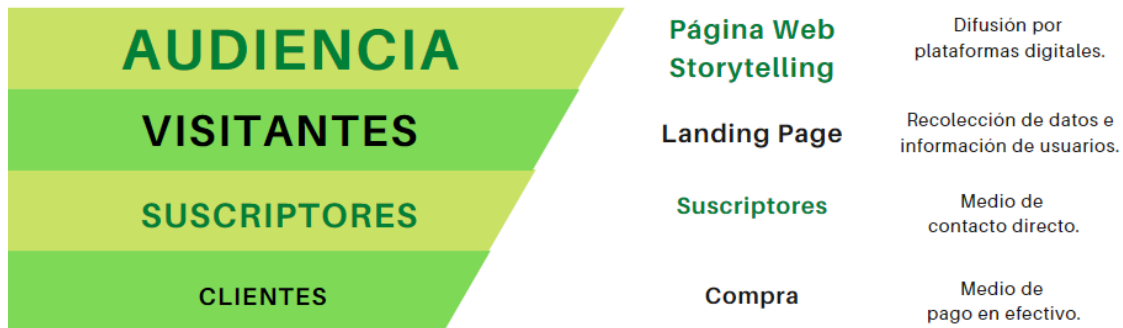 AUDIENCIA
Página Web
Storytelling
Difusión por
plataformas digitales.
VISITANTES
Landing Page
Recolección de datos e
información de usuarios.
SUSCRIPTORES
Suscriptores
Medio de
contacto directo.
CLIENTES
Compra
Medio de
pago en efectivo.